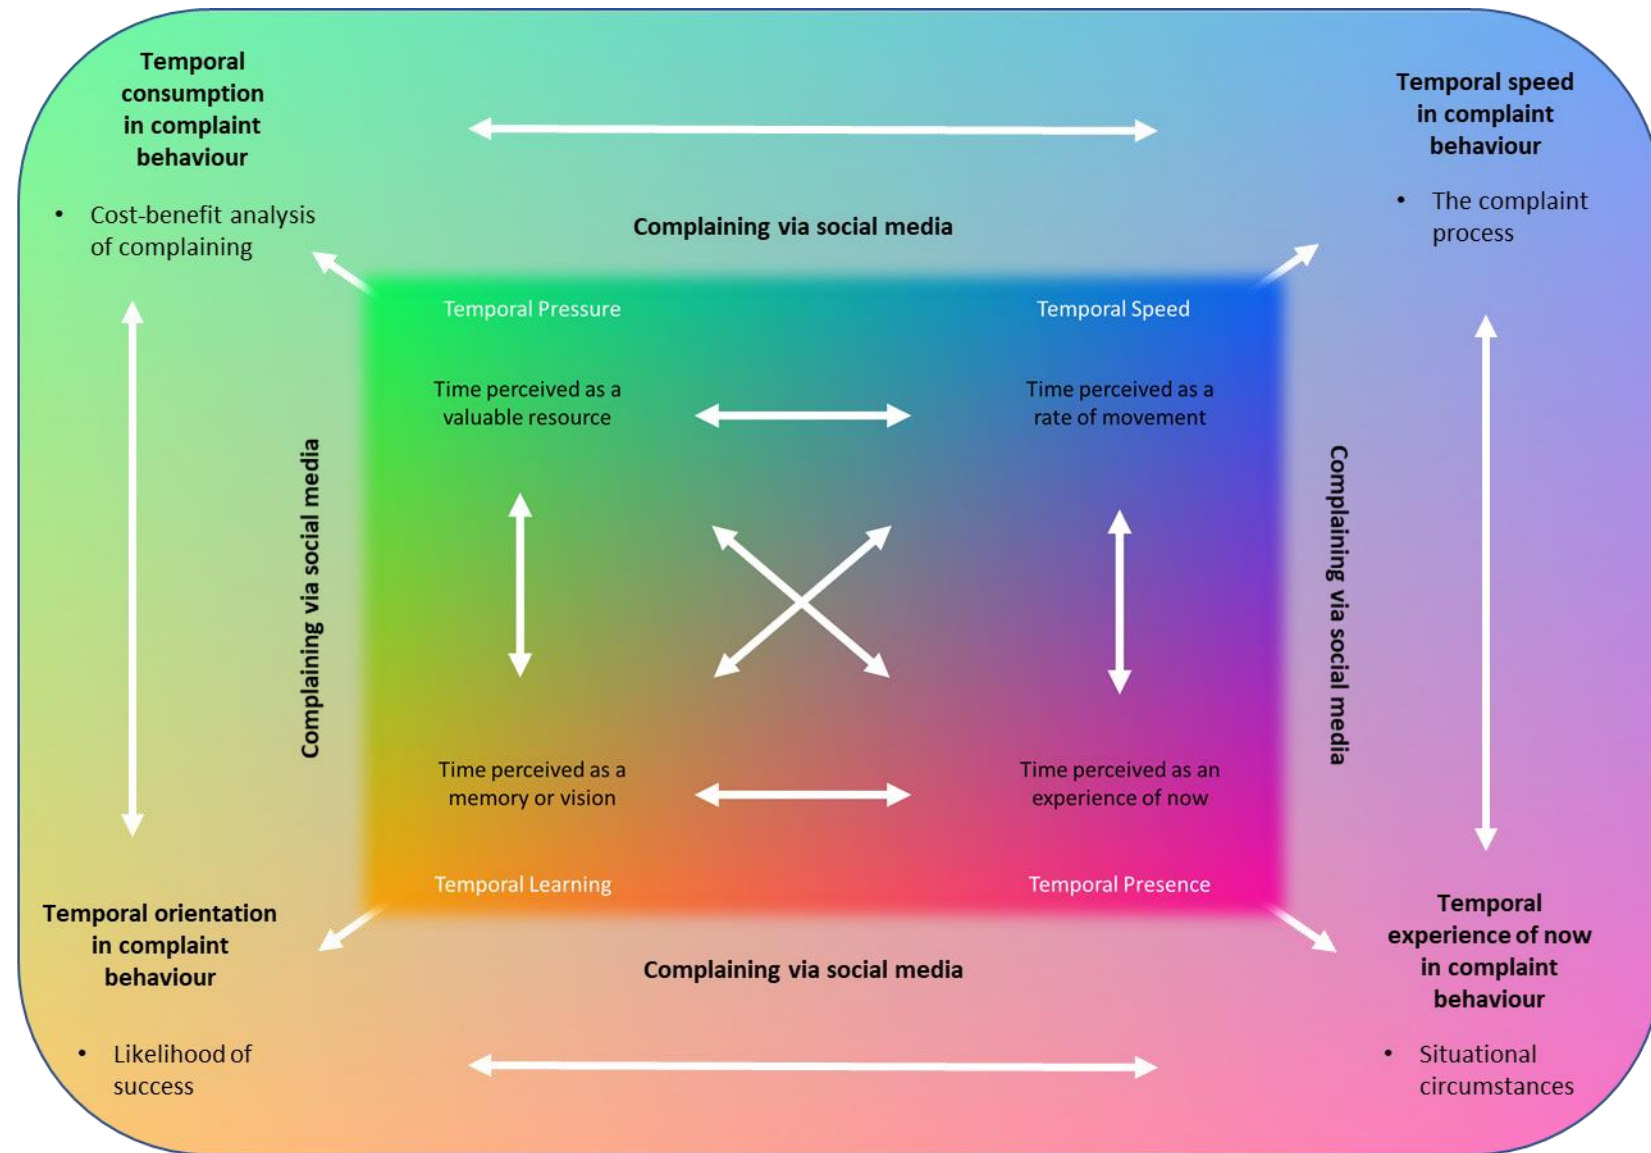 Temporal
consumption
in complaint
behaviour
• Cost-benefit analysis
of complaining
Temporal speed
in complaint
behaviour
• The complaint
process
Complaining via social media
Temporal Pressure
Temporal Speed
Time perceived as a
valuable resource
Time perceived as a
rate of movement
Complaining via social media
Complaining via social media
Time perceived as a
memory or vision
Time perceived as an
experience of now
Temporal Learning
Temporal Presence
Temporal orientation
in complaint
behaviour
• Likelihood of
success
Complaining via social media
Temporal
experience of now
in complaint
behaviour
• Situational
circumstances